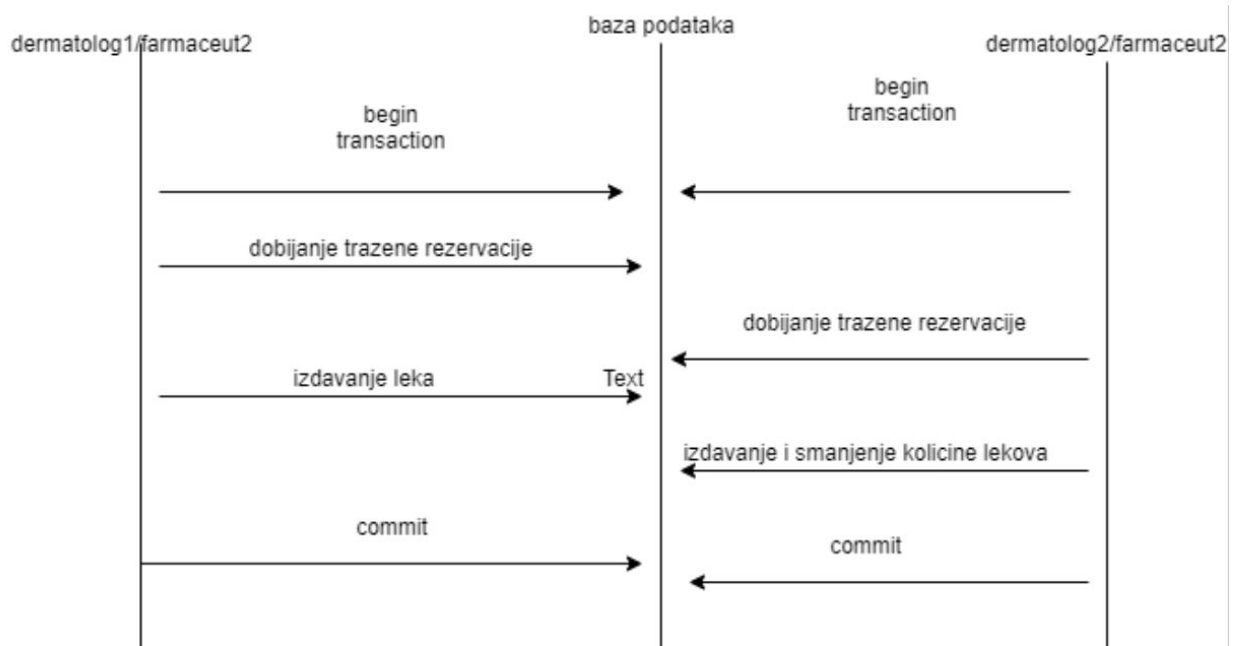 baza podataka
dermatolog1/farmaceut2
dermatolog2/farmaceut2
begin
transaction
begin
transaction
dobijanje trazene rezervacije
dobijanje trazene rezervacije
izdavanje leka
Text
izdavanje i smanjenje kolicine lekova
commit
commit